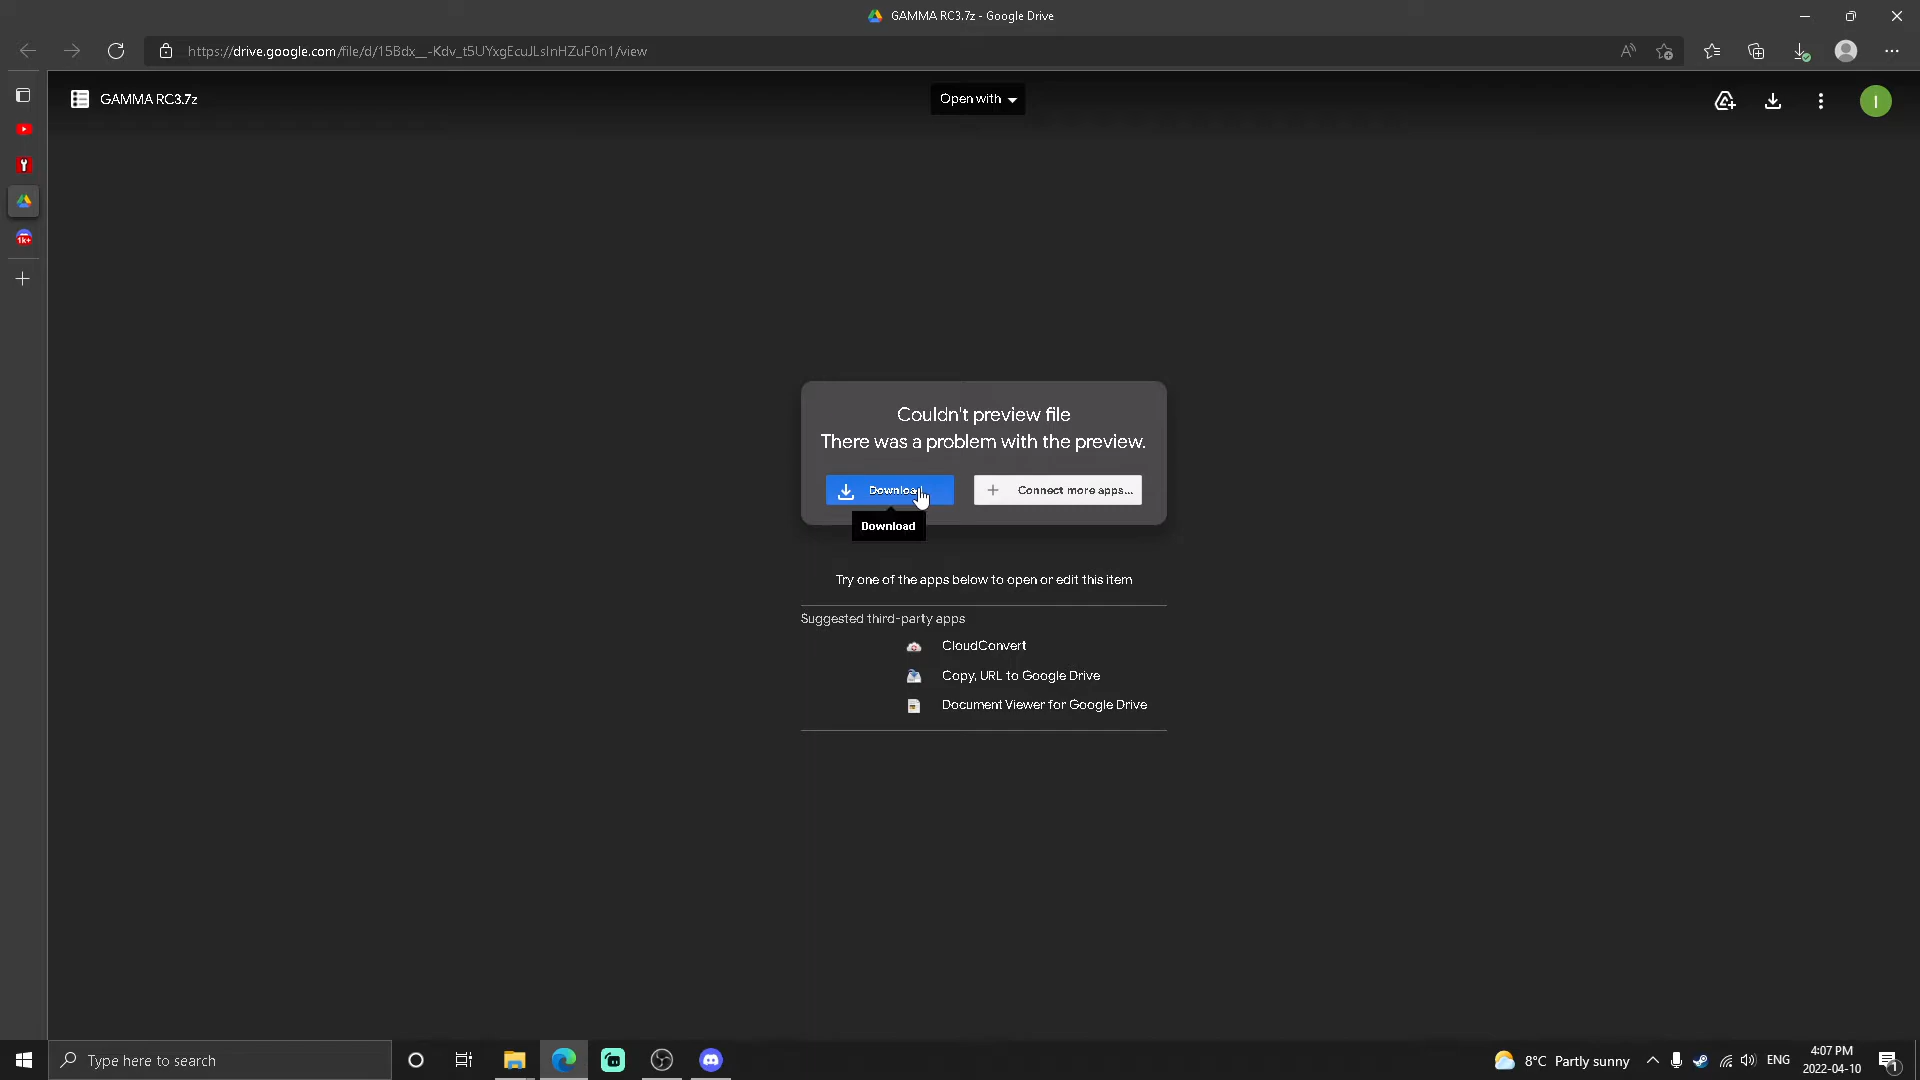 GAMMA RC3.7z - Google Drive
https://drive.google.com/file/d/15Bdx__-Kdv_t5UYxgEcuJLsInHZuF0n1/view
GAMMA RC3.7z
Open with
I
1k+
Couldn't preview file
There was a problem with the preview.
Download
Connect more apps...
Download
Try one of the apps below to open or edit this item
Suggested third-party apps
CloudConvert
Copy, URL to Google Drive
Document Viewer for Google Drive
Type here to search
8°C Partly sunny
ENG
4:07 PM
2022-04-10
1